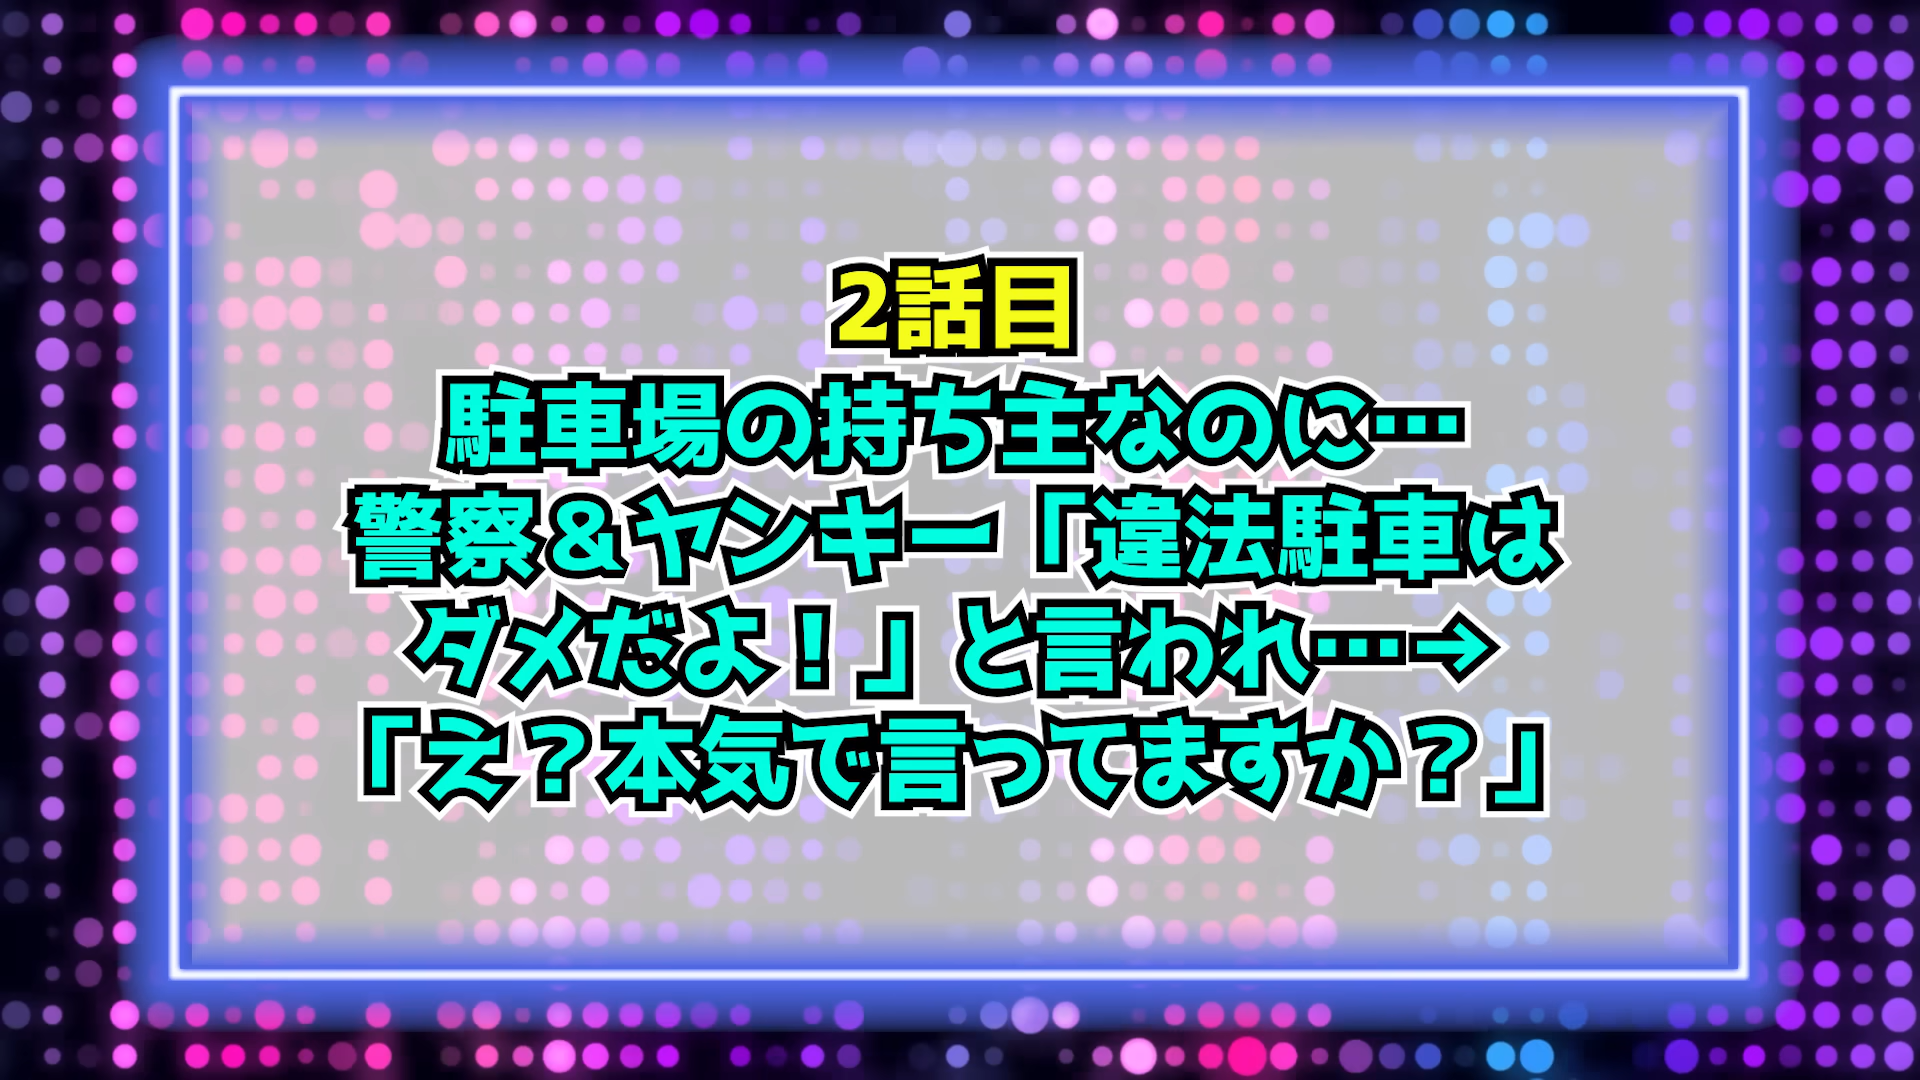 2話目
駐車場の持ち主なのに…
警察＆ヤンキー「違法駐車は
ダメだよ！」と言われ…→
「え？本気で言ってますか？」